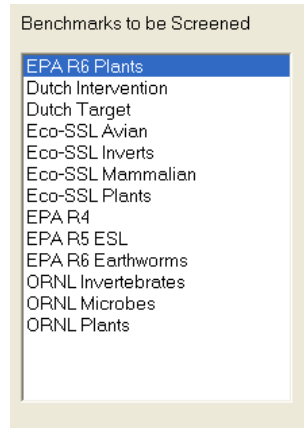 Benchmarks to be Screened
EPA R6 Plants
Dutch Intervention
Dutch Target
Eco-SSL Avian
Eco-SSL Inverts
Eco-SSL Mammalian
Eco-SSL Plants
EPA R4
EPA R5 ESL
EPA R6 Earthworms
ORNL Invertebrates
ORNL Microbes
ORNL Plants